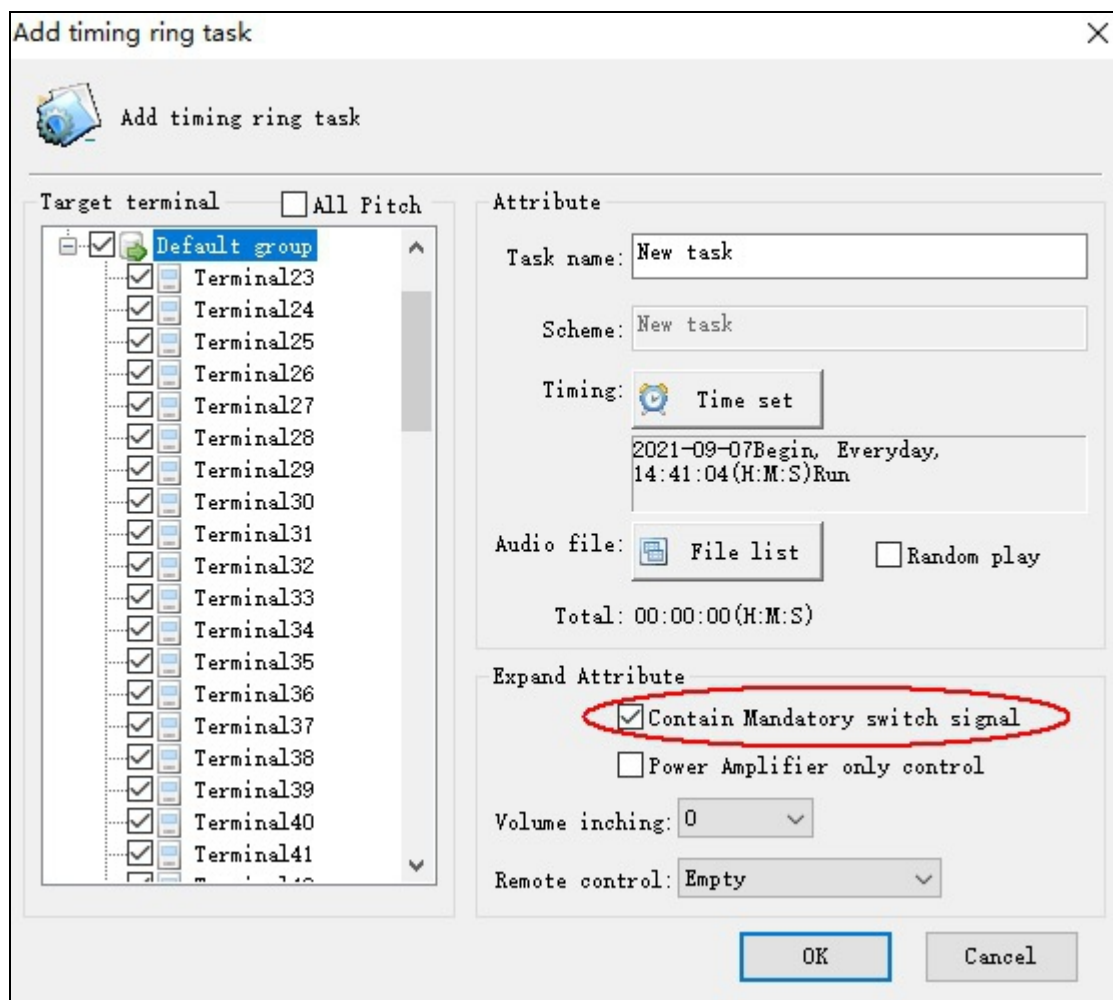 Add timing ring task
Add timing ring task
Target terminal
All Pitch
Default group
Terminal23
Terminal24
Terminal25
Terminal26
Terminal27
Terminal28
Terminal29
Terminal30
Terminal31
Terminal32
Terminal33
Terminal34
Terminal35
Terminal36
Terminal37
Terminal38
Terminal39
Terminal40
Terminal41
Attribute
Task name: New task
Scheme: New task
Timing: Time set
2021-09-07Begin, Everyday,
14:41:04(H:M:S)Run
Audio file: File list
Random play
Total: 00:00:00(H:M:S)
Expand Attribute
Contain Mandatory switch signal
Power Amplifier only control
Volume inching: 0
Remote control: Empty
OK
Cancel